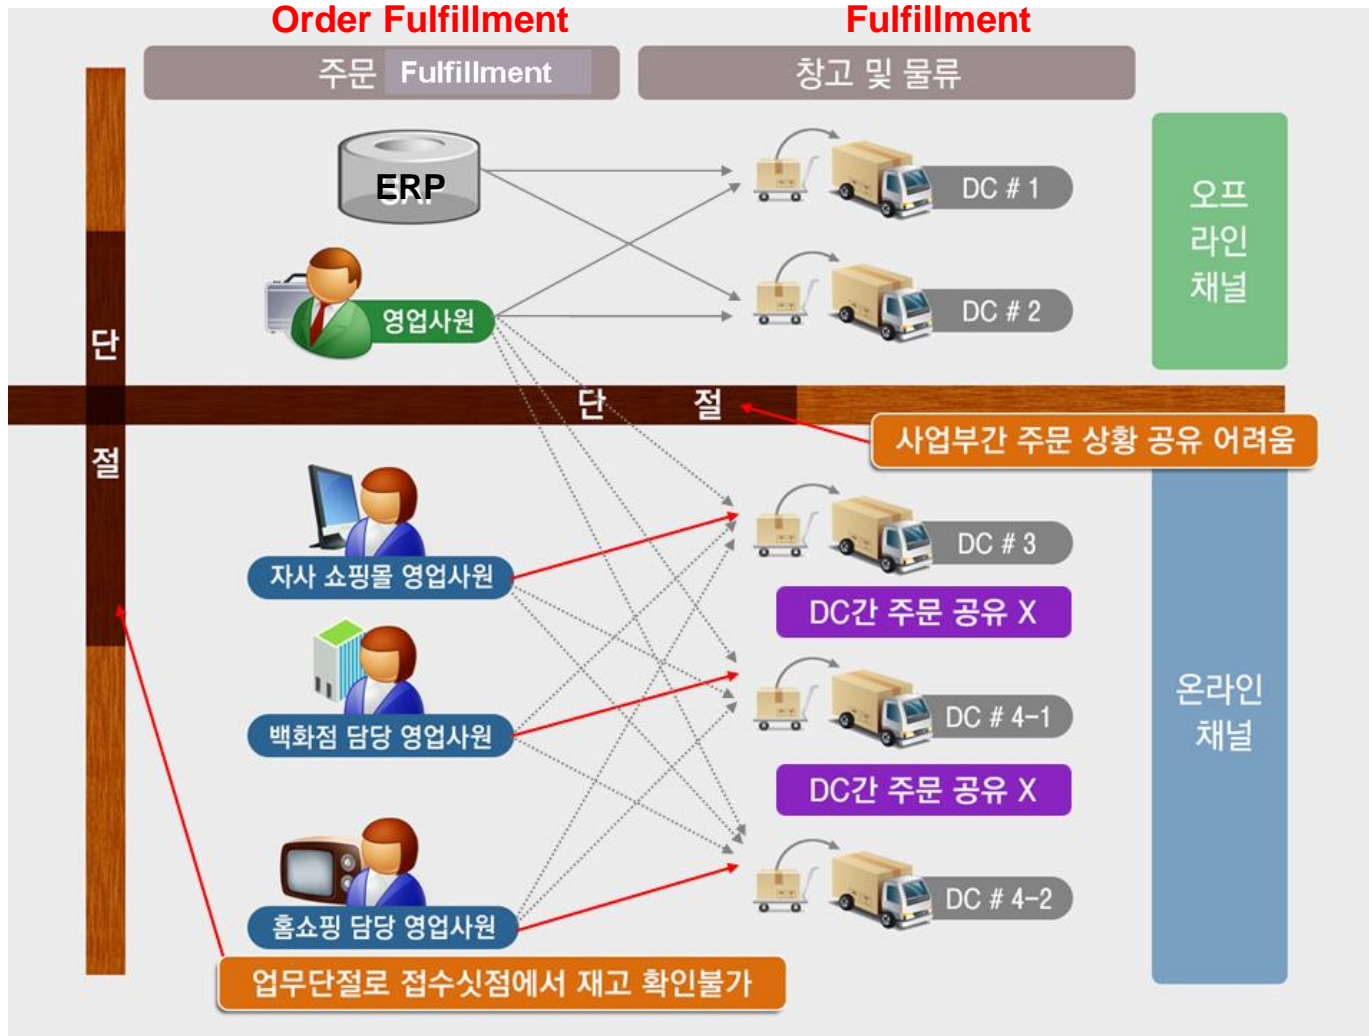 Order Fulfillment
Fulfillment
주문 Fulfillment
창고 및 물류
ERP
DC # 1
오프
라인
채널
영업사원
DC # 2
단
절
단 절
사업부간 주문 상황 공유 어려움
자사 쇼핑몰 영업사원
DC # 3
DC간 주문 공유 X
백화점 담당 영업사원
DC # 4-1
온라인
채널
DC간 주문 공유 X
홈쇼핑 담당 영업사원
DC # 4-2
업무단절로 접수싯점에서 재고 확인불가